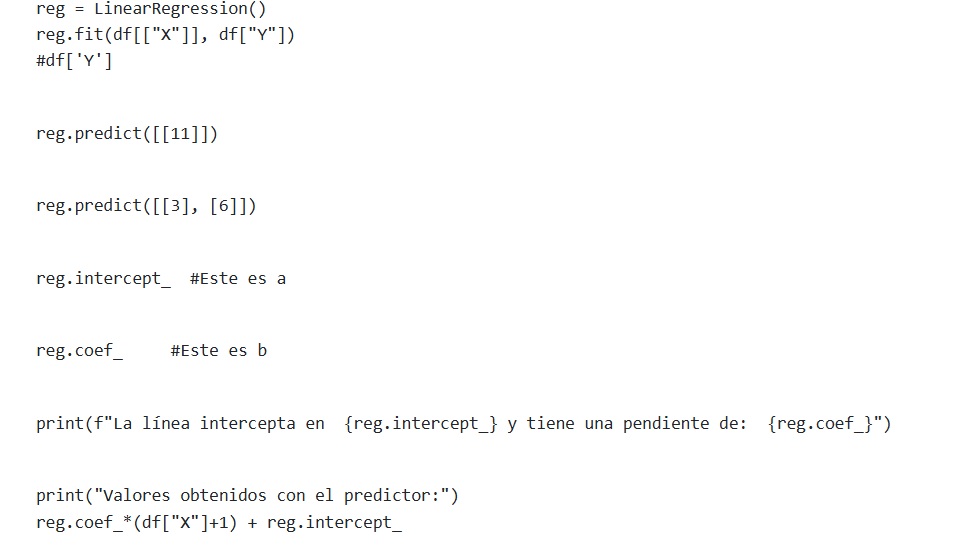 reg = LinearRegression()
reg.fit(df[["X"]], df["Y"])
#df['Y']
reg.predict([[11]])
reg.predict([[3], [6]])
reg.intercept_  #Este es a
reg.coef_     #Este es b
print(f"La línea intercepta en  {reg.intercept_} y tiene una pendiente de:  {reg.coef_}")
print("Valores obtenidos con el predictor:")
reg.coef_*(df["X"]+1) + reg.intercept_